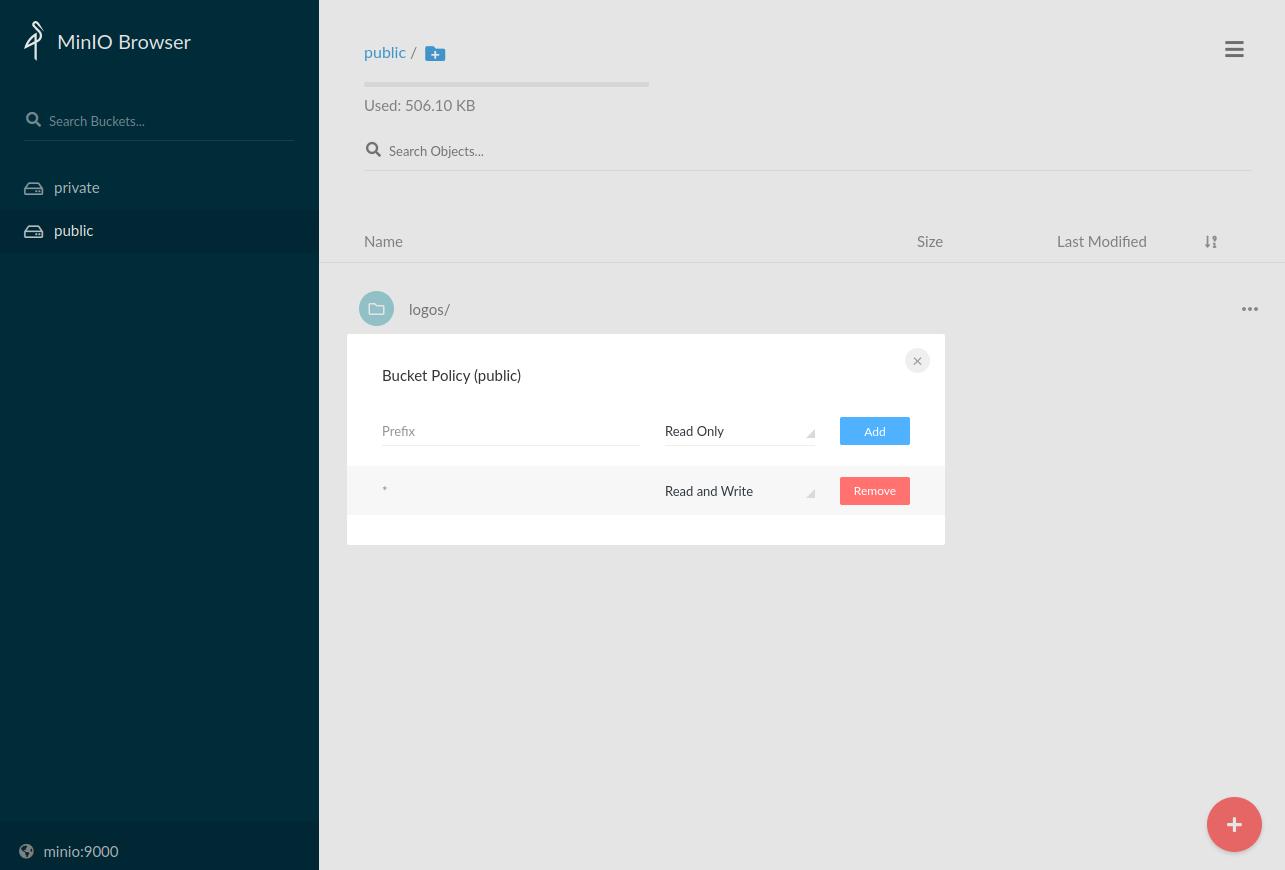 MinIO Browser
Search Buckets...
private
public
minio:9000
public /
Used: 506.10 KB
Search Objects...
Name Size Last Modified
logos/
Bucket Policy (public)
×
Prefix Read Only Add
* Read and Write Remove